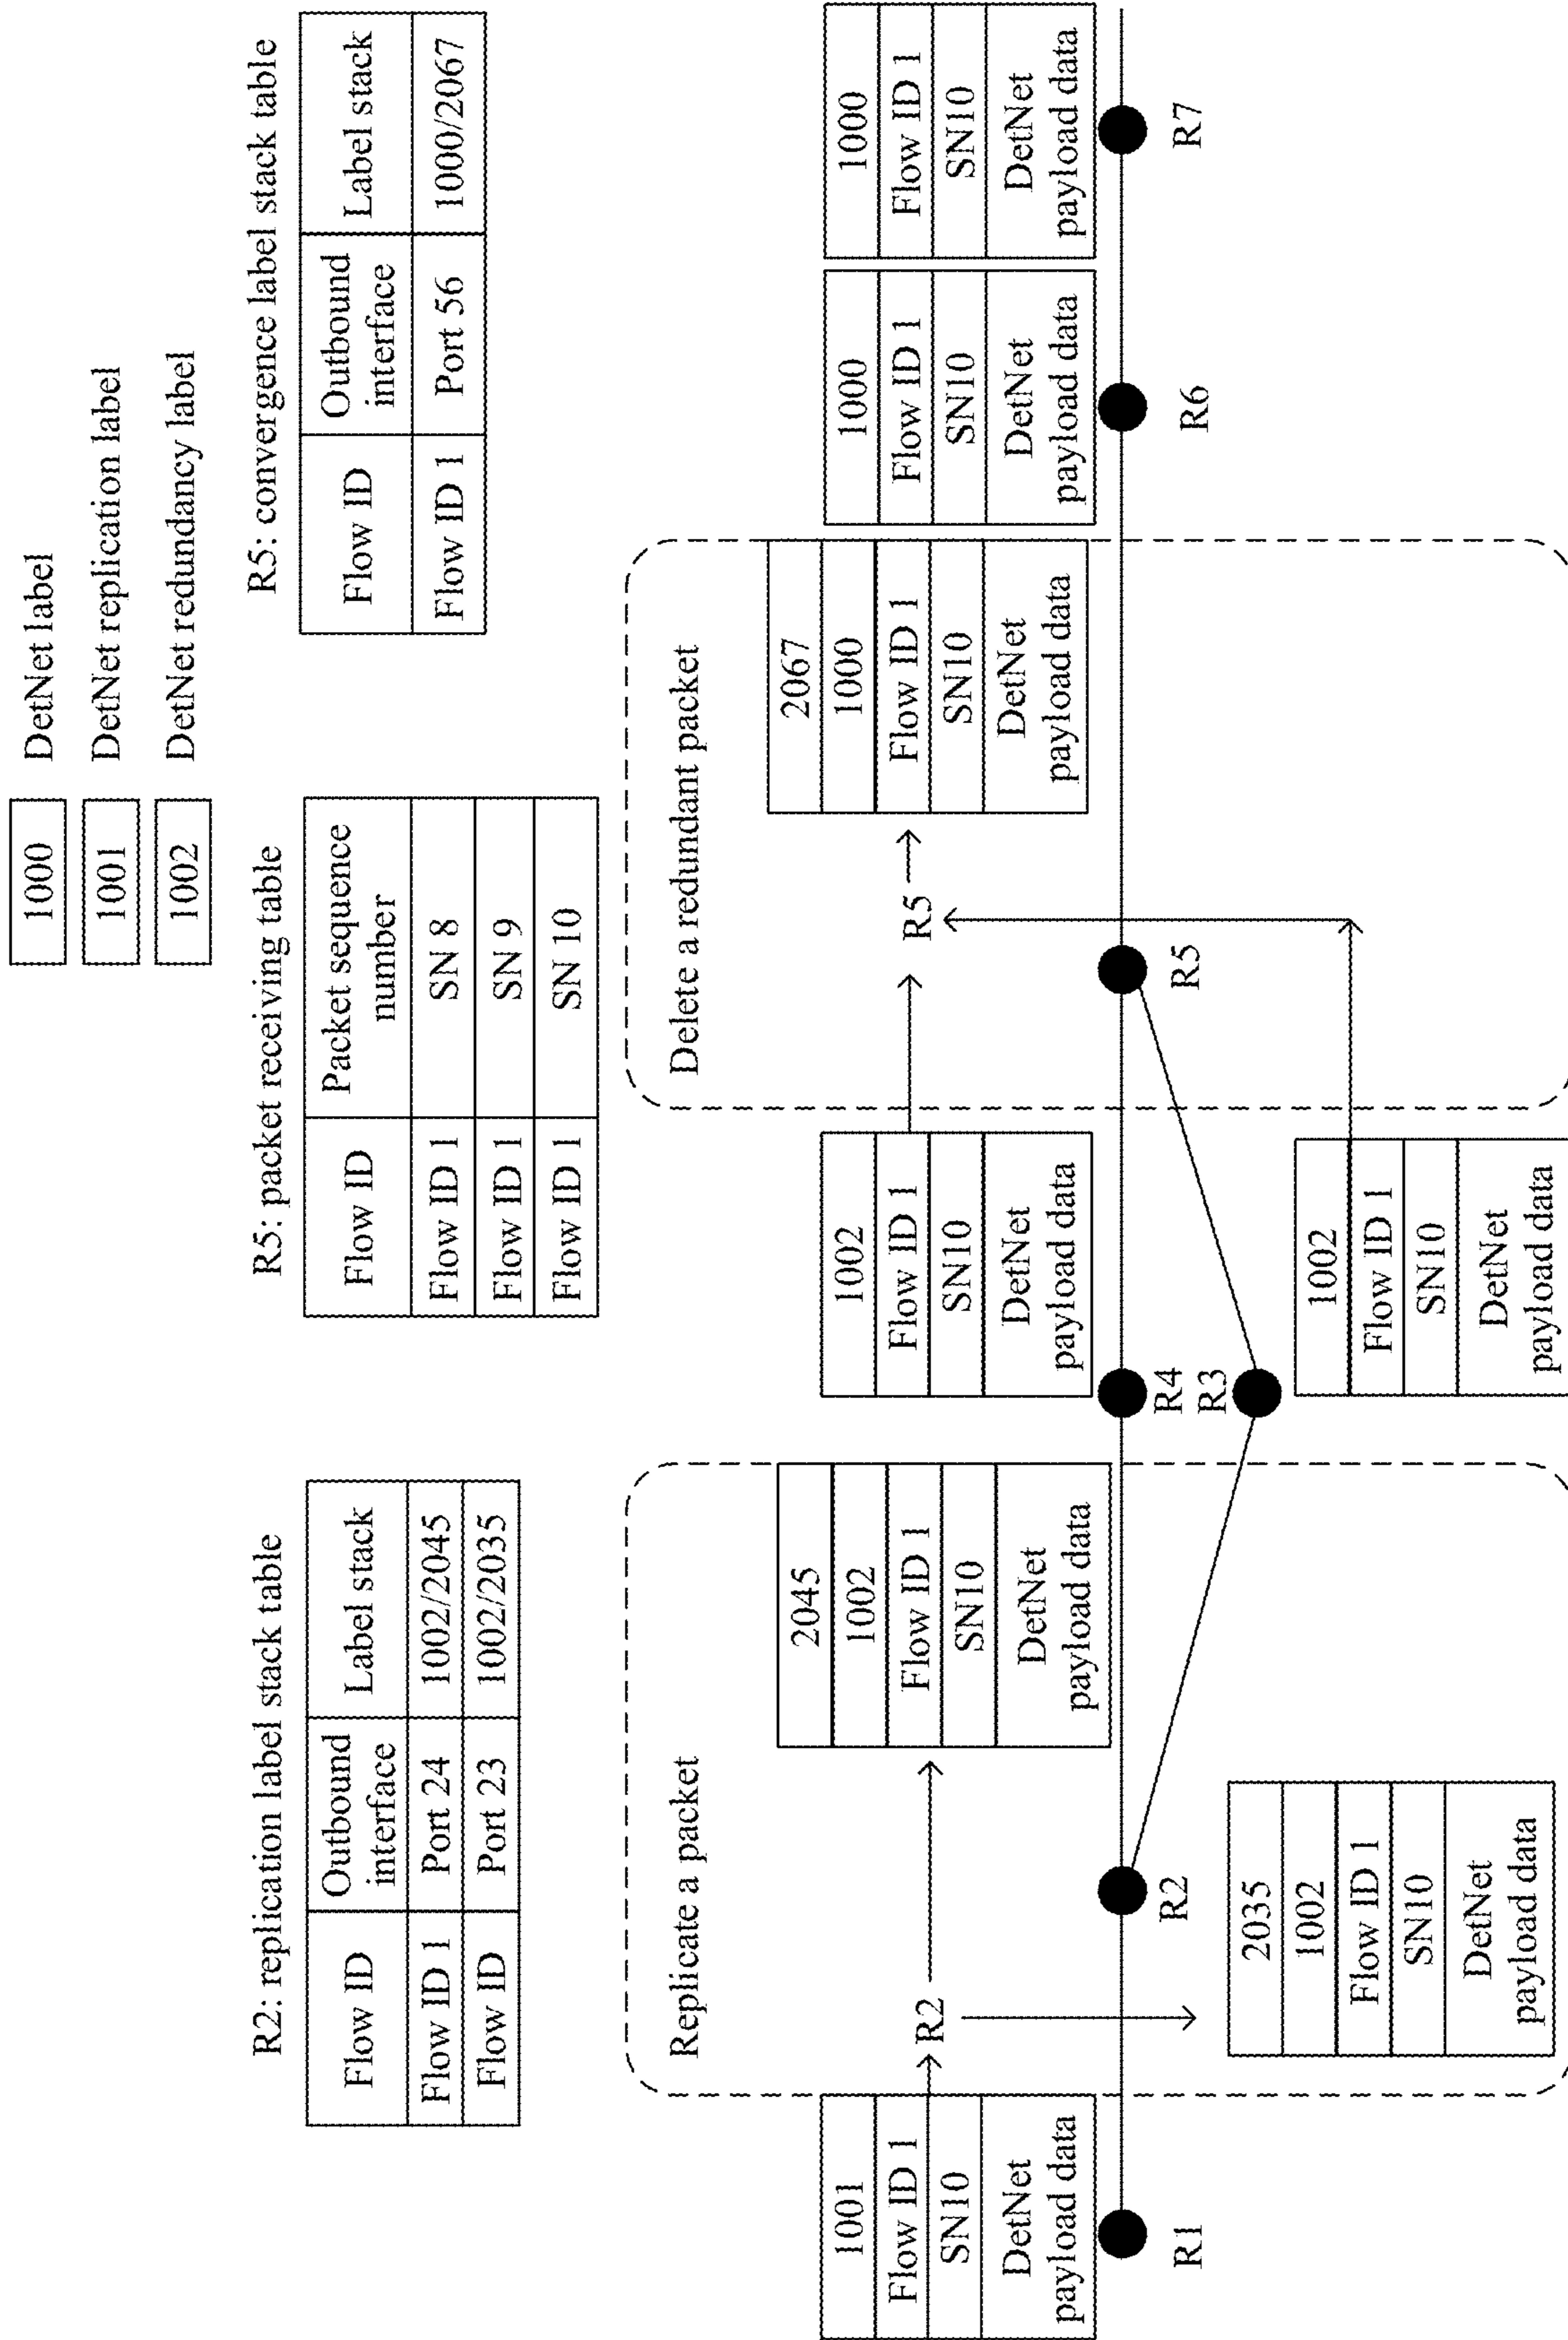 1000
DetNet label
1001
DetNet replication label
1002
DetNet redundancy label
R2: replication label stack table
Flow ID
Outbound
interface
Label stack
Flow ID 1
Port 24
1002/2045
Flow ID
Port 23
1002/2035
R5: packet receiving table
Flow ID
Packet sequence
number
Flow ID 1
SN 8
Flow ID 1
SN 9
Flow ID 1
SN 10
R5: convergence label stack table
Flow ID
Outbound
interface
Label stack
Flow ID 1
Port 56
1000/2067
1001
Flow ID 1
SN10
DetNet
payload data
Replicate a packet
R2
2045
1002
Flow ID 1
SN10
DetNet
payload data
2035
1002
Flow ID 1
SN10
DetNet
payload data
1002
Flow ID 1
SN10
DetNet
payload data
1002
Flow ID 1
SN10
DetNet
payload data
Delete a redundant packet
R5
2067
1000
Flow ID 1
SN10
DetNet
payload data
1000
Flow ID 1
SN10
DetNet
payload data
1000
Flow ID 1
SN10
DetNet
payload data
R1
R2
R4
R3
R5
R6
R7